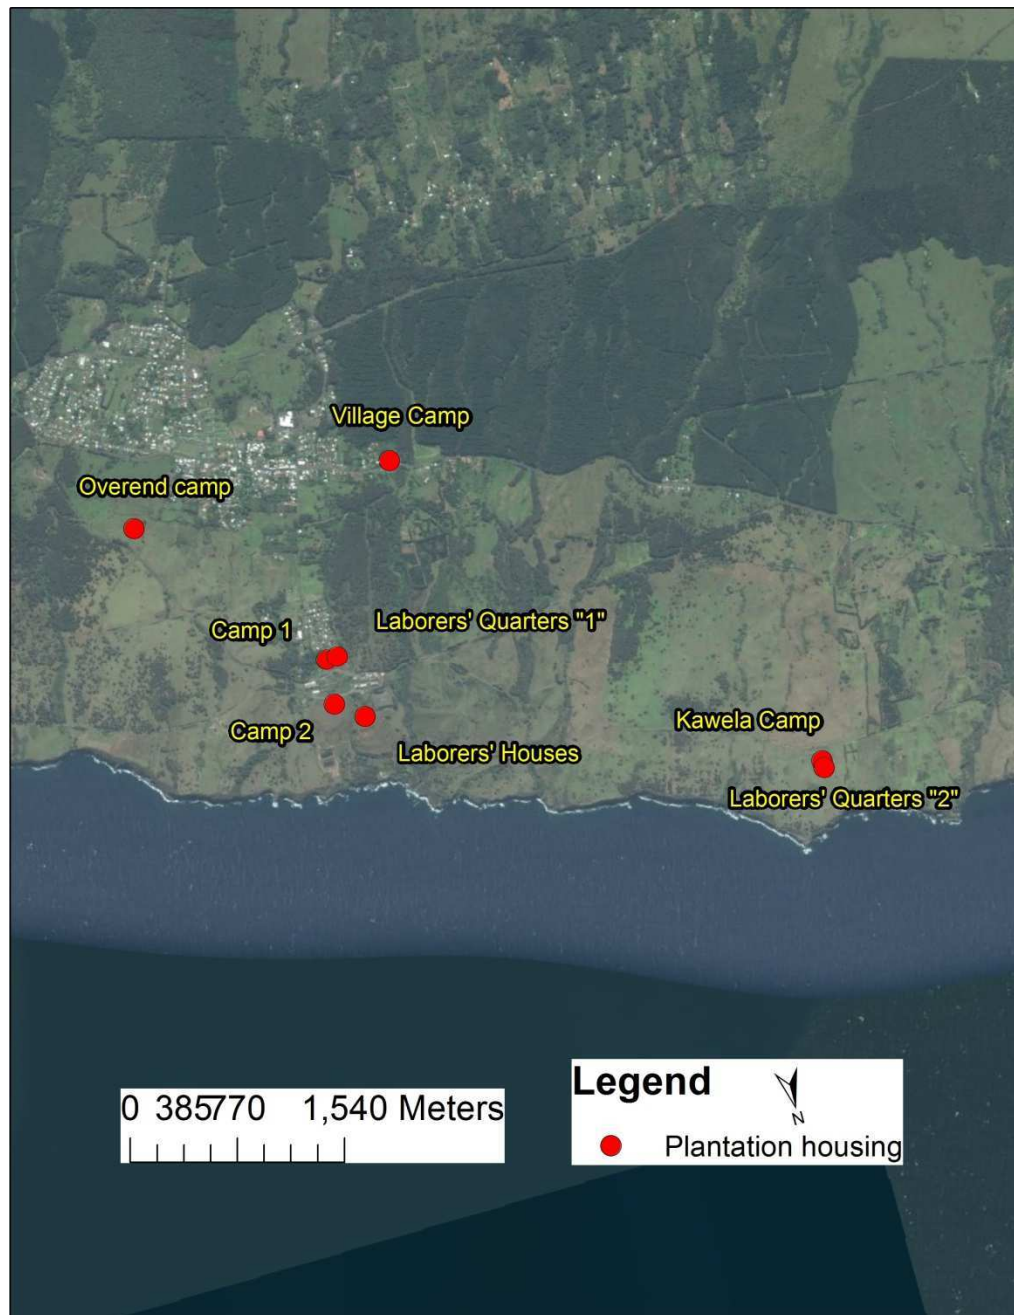 Village Camp
Overend camp
Camp 1
Laborers' Quarters "1"
Camp 2
Laborers' Houses
Kawela Camp
Laborers' Quarters "2"
0 385770 1,540 Meters
Legend
N
Plantation housing